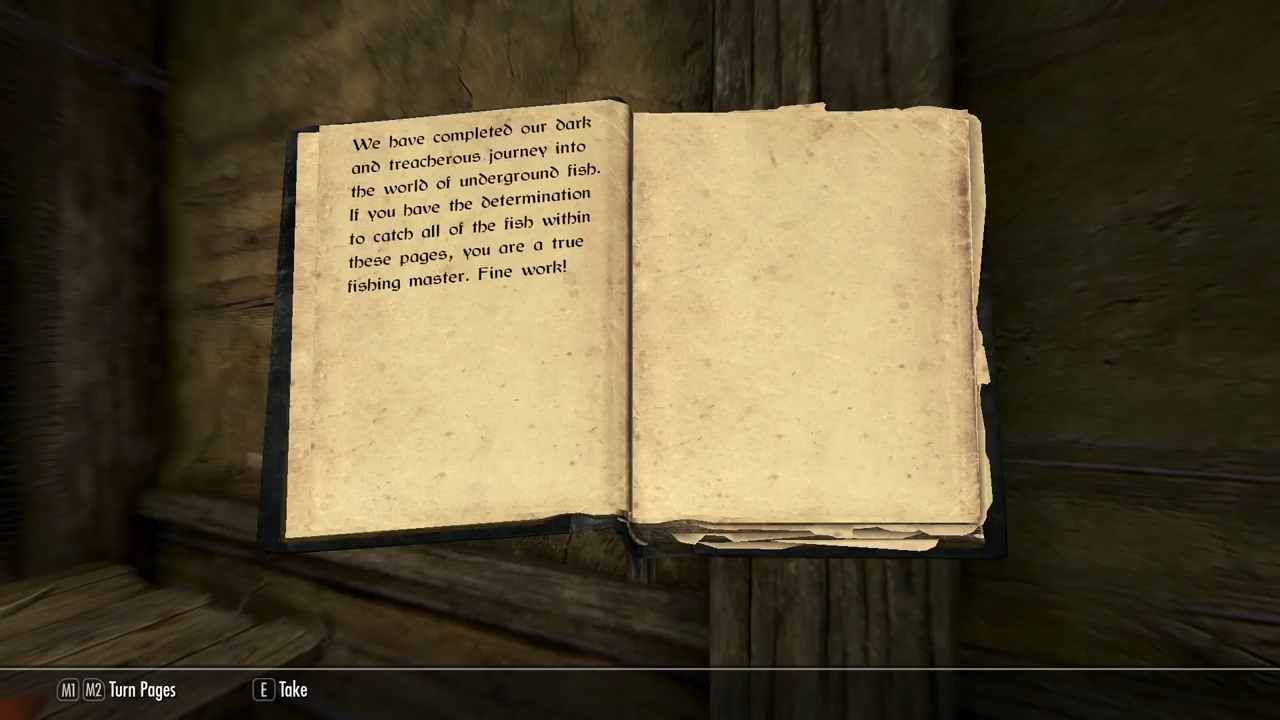 We have completed our dark
and treacherous journey into
the world of underground fish.
If you have the determination
to catch all of the fish within
these pages, you are a true
fishing master. Fine work!
M1 M2 Turn Pages
E Take